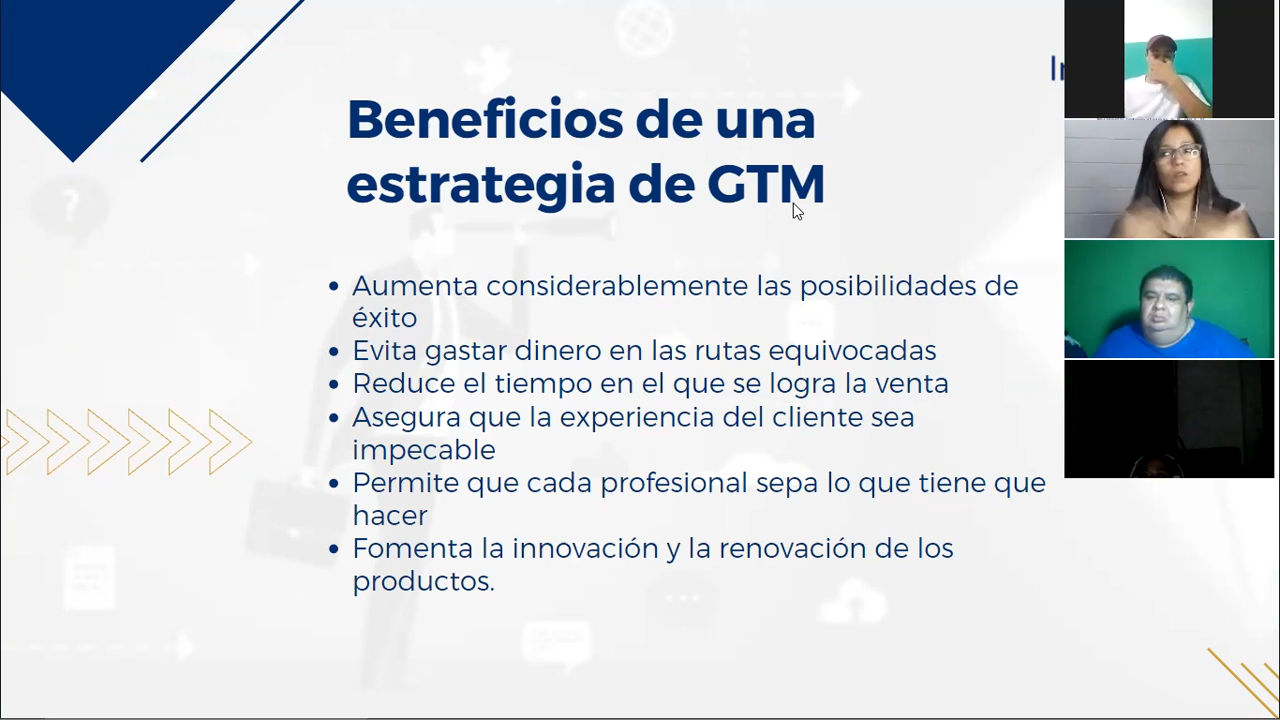 Beneficios de una
estrategia de GTM
• Aumenta considerablemente las posibilidades de
éxito
• Evita gastar dinero en las rutas equivocadas
• Reduce el tiempo en el que se logra la venta
• Asegura que la experiencia del cliente sea
impecable
• Permite que cada profesional sepa lo que tiene que
hacer
• Fomenta la innovación y la renovación de los
productos.